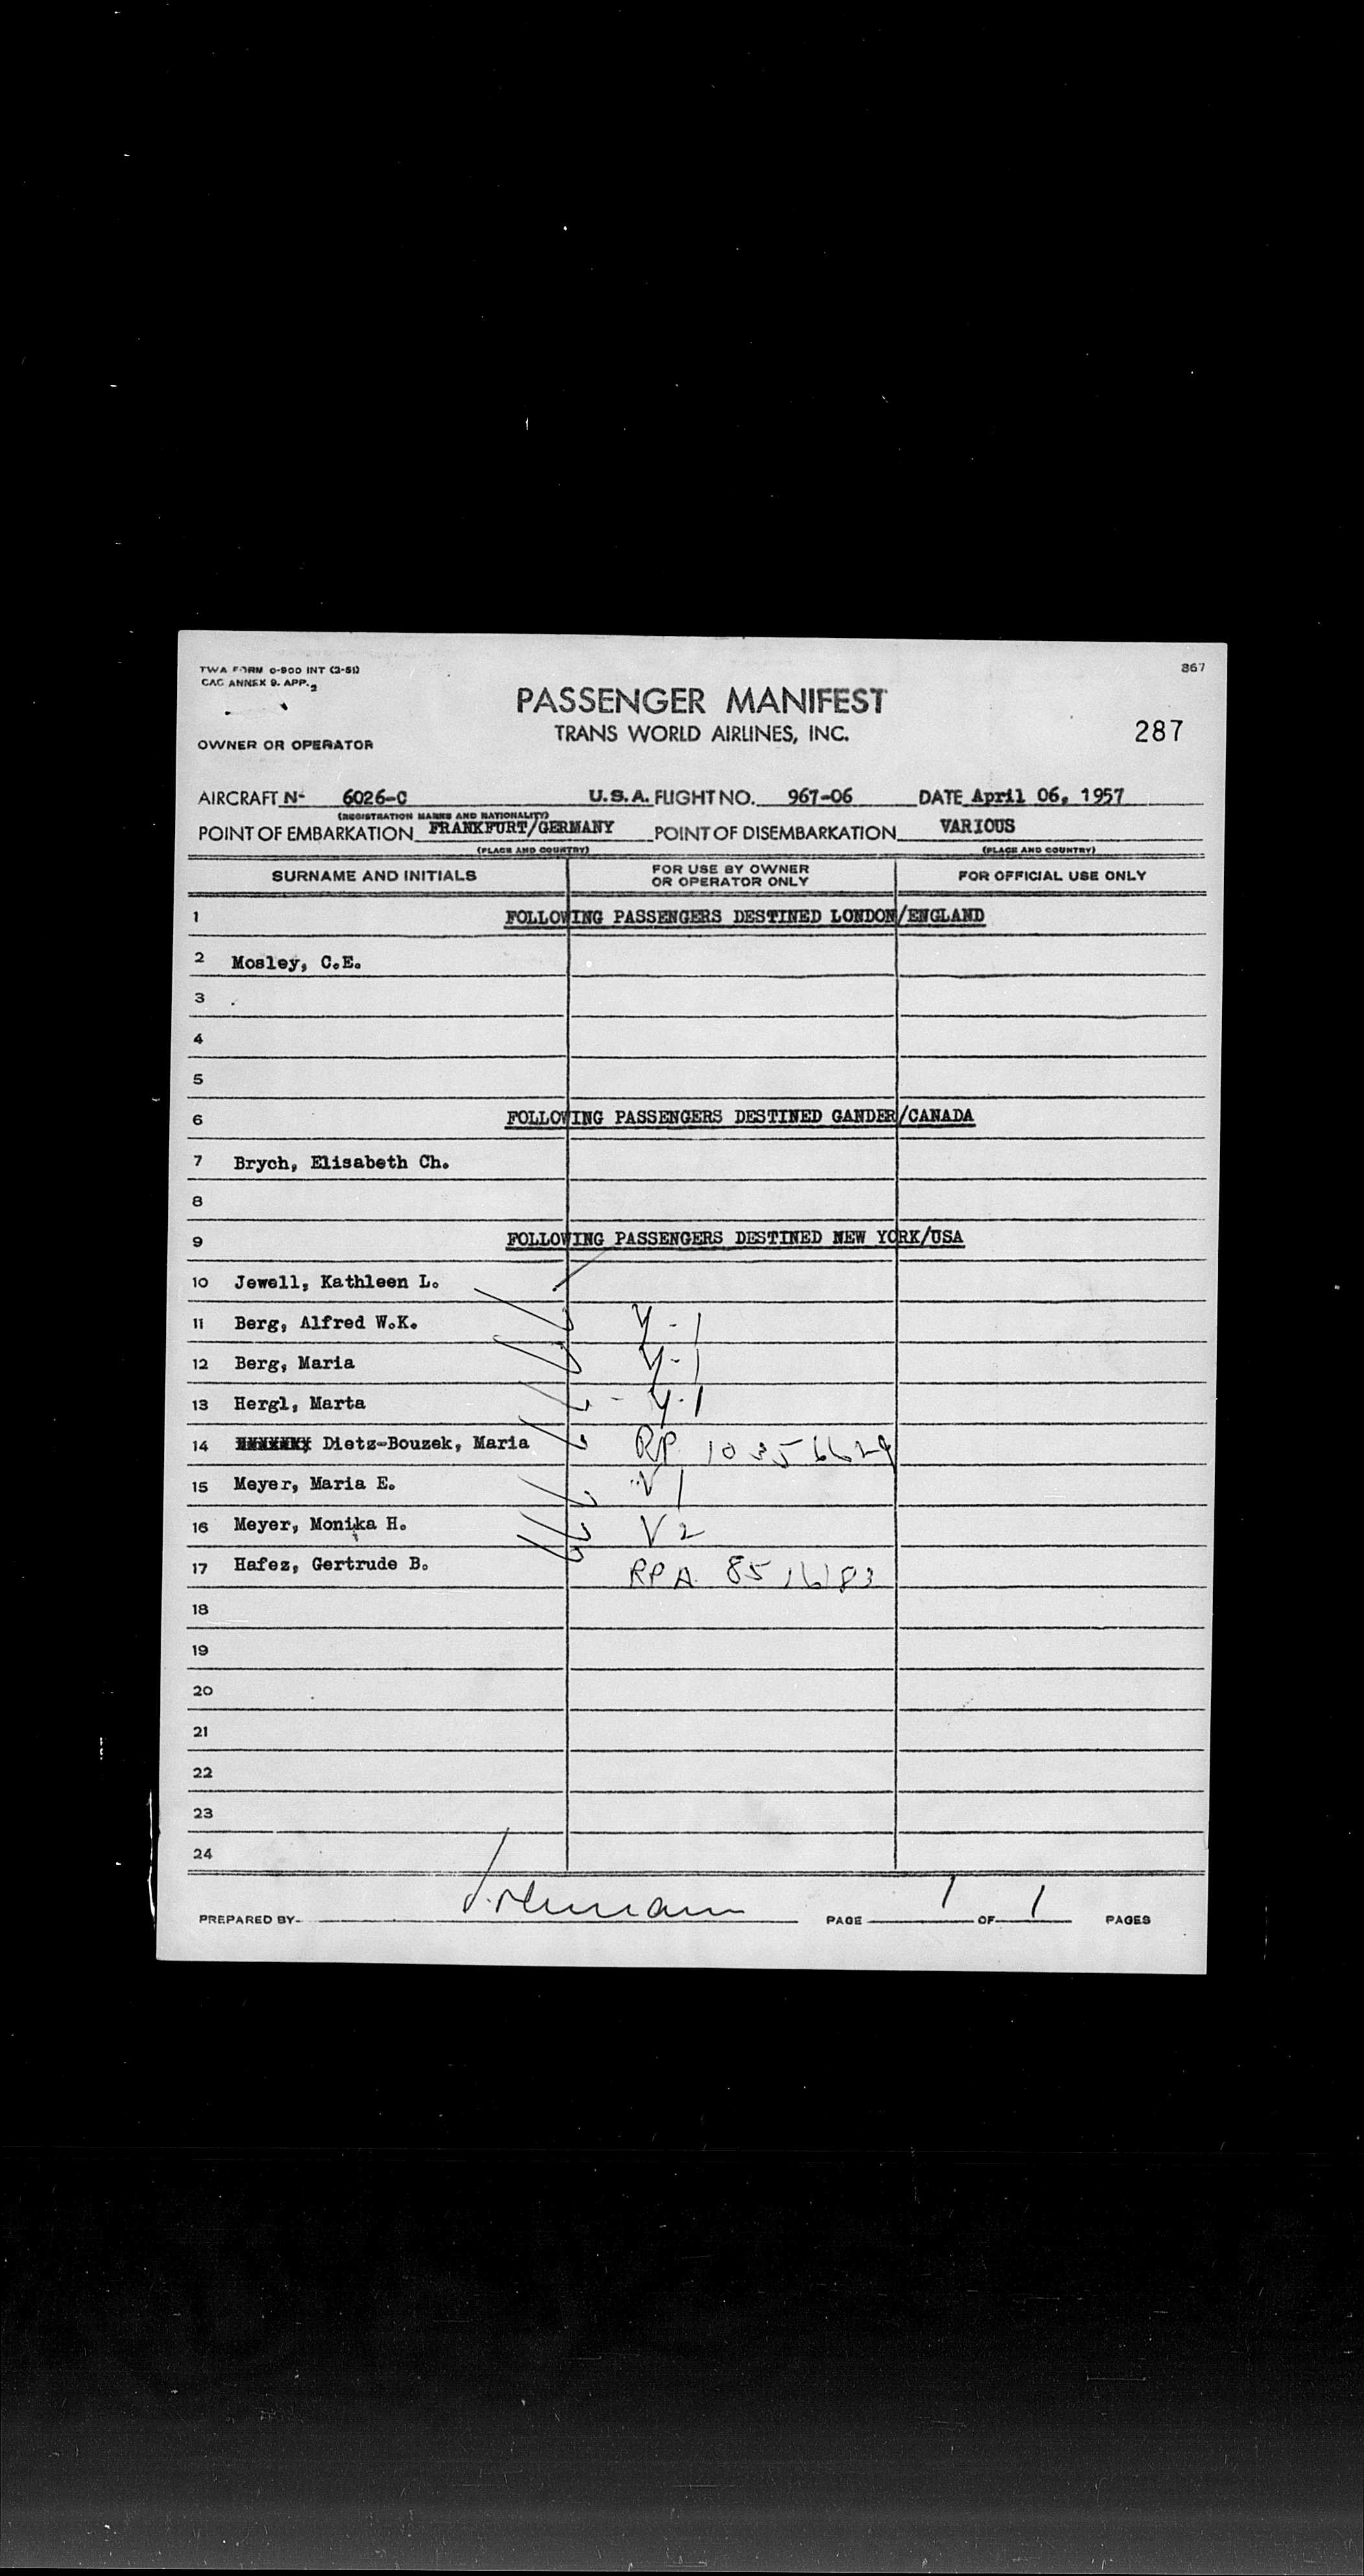 TWA FORM O-900 INT (3-51)
CAC ANNEX 9. APP. 2
867
PASSENGER MANIFEST
TRANS WORLD AIRLINES, INC.
287
OWNER OR OPERATOR
AIRCRAFT N- 6026-C U.S.A. FLIGHT NO. 967-06 DATE April 06, 1957
(REGISTRATION MARKS AND NATIONALITY)
POINT OF EMBARKATION FRANKFURT/GERMANY POINT OF DISEMBARKATION VARIOUS
(PLACE AND COUNTRY) (PLACE AND COUNTRY)
SURNAME AND INITIALS FOR USE BY OWNER OR OPERATOR ONLY FOR OFFICIAL USE ONLY
1 FOLLOWING PASSENGERS DESTINED LONDON/ENGLAND
2 Mosley, C.E.
3
4
5
6 FOLLOWING PASSENGERS DESTINED GANDER/CANADA
7 Brych, Elisabeth Ch.
8
9 FOLLOWING PASSENGERS DESTINED NEW YORK/USA
10 Jewell, Kathleen L.
11 Berg, Alfred W.K. Y-1
12 Berg, Maria Y-1
13 Hergl, Marta - Y-1
14 Dietz-Bouzek, Maria RP
15 Meyer, Maria E. V 1
16 Meyer, Monika H. V 2
17 Hafez, Gertrude B. RPA
18
19
20
21
22
23
24
PREPARED BY- PAGE 1 OF 1 PAGES